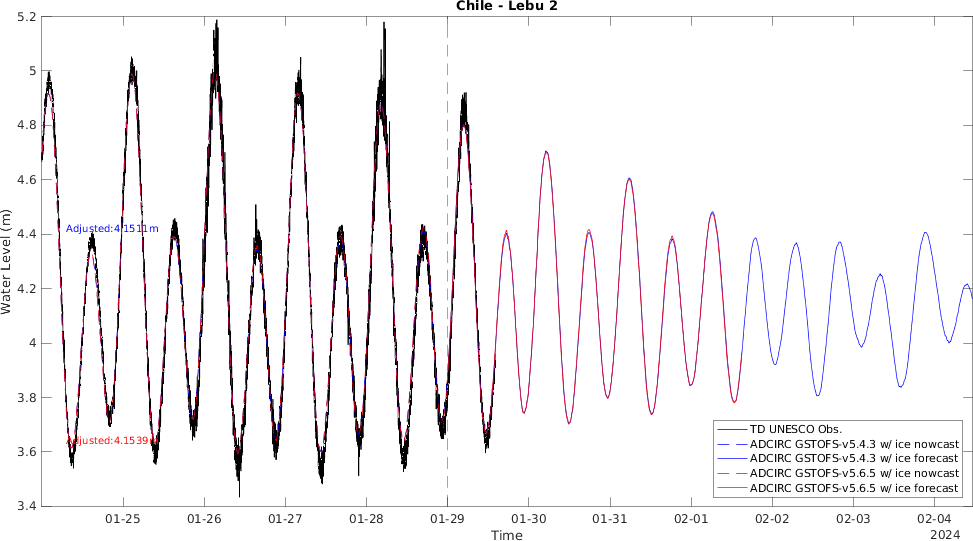 Chile - Lebu 2
5.2
5
4.8
4.6
4.4
4.2
4
3.8
3.6
3.4
Water Level (m)
Adjusted:4.1511m
Adjusted:4.1539m
TD UNESCO Obs.
ADCIRC GSTOFS-v5.4.3 w/ ice nowcast
ADCIRC GSTOFS-v5.4.3 w/ ice forecast
ADCIRC GSTOFS-v5.6.5 w/ ice nowcast
ADCIRC GSTOFS-v5.6.5 w/ ice forecast
01-25 01-26 01-27 01-28 01-29 01-30 01-31 02-01 02-02 02-03 02-04
Time
2024